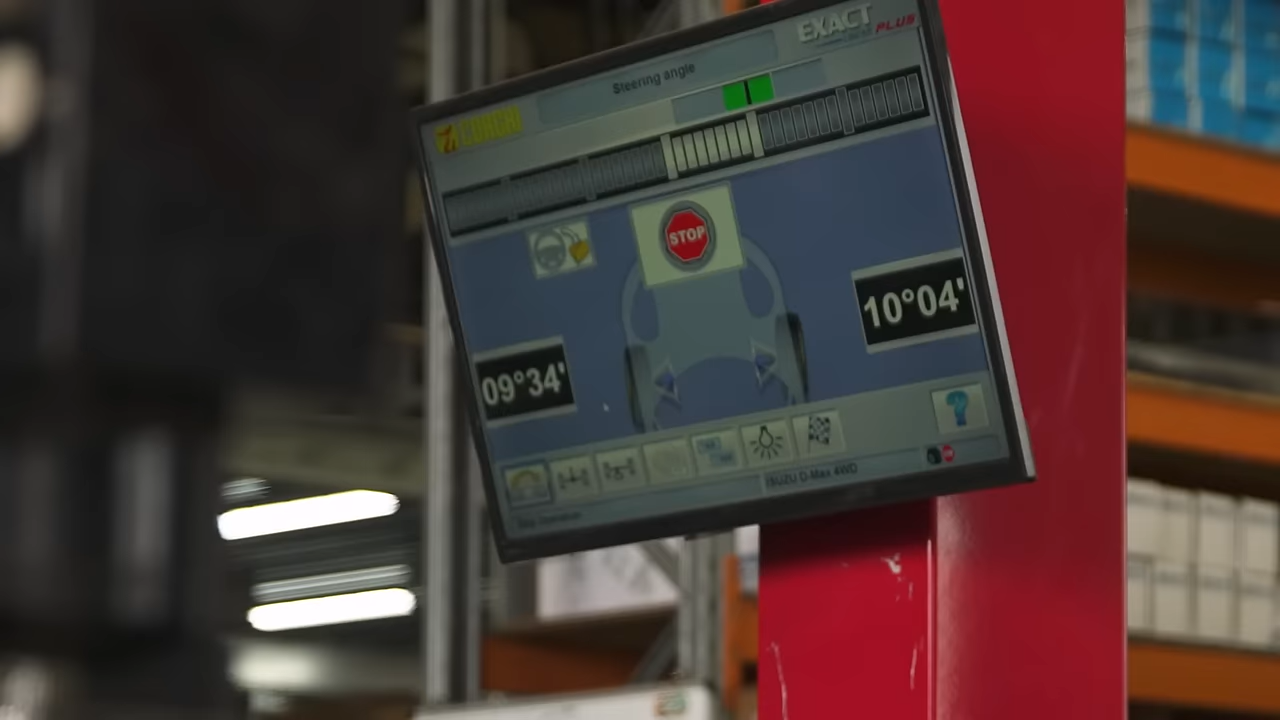 EXACT PLUS
Steering angle
CORGHI
STOP
10°04'
09°34'
ISUZU D-Max 4WD